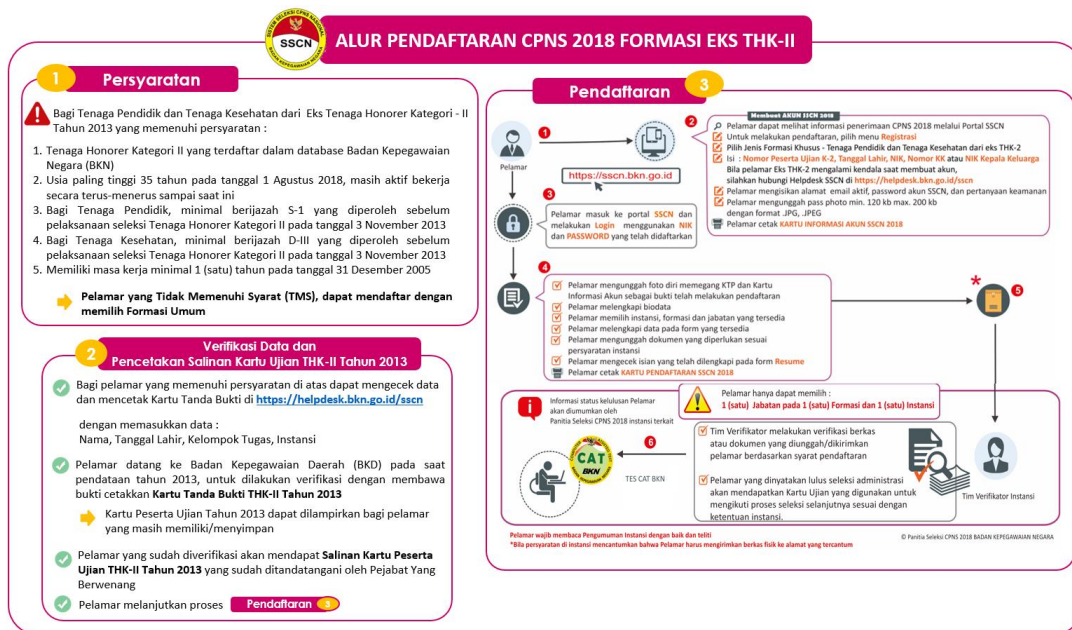 SISTEM SELEKSI CPNS NASIONAL
SSCN
BADAN KEPEGAWAIAN NEGARA
ALUR PENDAFTARAN CPNS 2018 FORMASI EKS THK-II
1
Persyaratan
Bagi Tenaga Pendidik dan Tenaga Kesehatan dari Eks Tenaga Honorer Kategori - II
Tahun 2013 yang memenuhi persyaratan :
1. Tenaga Honorer Kategori II yang terdaftar dalam database Badan Kepegawaian
Negara (BKN)
2. Usia paling tinggi 35 tahun pada tanggal 1 Agustus 2018, masih aktif bekerja
secara terus-menerus sampai saat ini
3. Bagi Tenaga Pendidik, minimal berijazah S-1 yang diperoleh sebelum
pelaksanaan seleksi Tenaga Honorer Kategori II pada tanggal 3 November 2013
4. Bagi Tenaga Kesehatan, minimal berijazah D-III yang diperoleh sebelum
pelaksanaan seleksi Tenaga Honorer Kategori II pada tanggal 3 November 2013
5. Memiliki masa kerja minimal 1 (satu) tahun pada tanggal 31 Desember 2005
Pelamar yang Tidak Memenuhi Syarat (TMS), dapat mendaftar dengan
memilih Formasi Umum
2
Verifikasi Data dan
Pencetakan Salinan Kartu Ujian THK-II Tahun 2013
Bagi pelamar yang memenuhi persyaratan di atas dapat mengecek data
dan mencetak Kartu Tanda Bukti di https://helpdesk.bkn.go.id/sscn
dengan memasukkan data :
Nama, Tanggal Lahir, Kelompok Tugas, Instansi
Pelamar datang ke Badan Kepegawaian Daerah (BKD) pada saat
pendataan tahun 2013, untuk dilakukan verifikasi dengan membawa
bukti cetakkan Kartu Tanda Bukti THK-II Tahun 2013
Kartu Peserta Ujian Tahun 2013 dapat dilampirkan bagi pelamar
yang masih memiliki/menyimpan
Pelamar yang sudah diverifikasi akan mendapat Salinan Kartu Peserta
Ujian THK-II Tahun 2013 yang sudah ditandatangani oleh Pejabat Yang
Berwenang
Pelamar melanjutkan proses Pendaftaran 3
Pendaftaran 3
1
Pelamar
https://sscn.bkn.go.id
2
Membuat AKUN SSCN 2018
Pelamar dapat melihat informasi penerimaan CPNS 2018 melalui Portal SSCN
Untuk melakukan pendaftaran, pilih menu Registrasi
Pilih Jenis Formasi Khusus - Tenaga Pendidik dan Tenaga Kesehatan dari eks THK-2
Isi : Nomor Peserta Ujian K-2, Tanggal Lahir, NIK, Nomor KK atau NIK Kepala Keluarga
Bila pelamar Eks THK-2 mengalami kendala saat membuat akun,
silahkan hubungi Helpdesk SSCN di https://helpdesk.bkn.go.id/sscn
Pelamar mengisikan alamat email aktif, password akun SSCN, dan pertanyaan keamanan
Pelamar mengunggah pass photo min. 120 kb max. 200 kb
dengan format .JPG, .JPEG
Pelamar cetak KARTU INFORMASI AKUN SSCN 2018
3
Pelamar masuk ke portal SSCN dan
melakukan Login menggunakan NIK
dan PASSWORD yang telah didaftarkan
4
Pelamar mengunggah foto diri memegang KTP dan Kartu
Informasi Akun sebagai bukti telah melakukan pendaftaran
Pelamar melengkapi biodata
Pelamar memilih instansi, formasi dan jabatan yang tersedia
Pelamar melengkapi data pada form yang tersedia
Pelamar mengunggah dokumen yang diperlukan sesuai
persyaratan instansi
Pelamar mengecek isian yang telah dilengkapi pada form Resume
Pelamar cetak KARTU PENDAFTARAN SSCN 2018
* 5
Informasi status kelulusan Pelamar
akan diumumkan oleh
Panitia Seleksi CPNS 2018 instansi terkait
Pelamar hanya dapat memilih :
1 (satu) Jabatan pada 1 (satu) Formasi dan 1 (satu) Instansi
6
CAT
BKN
TES CAT BKN
Tim Verifikator melakukan verifikasi berkas
atau dokumen yang diunggah/dikirimkan
pelamar berdasarkan syarat pendaftaran
Pelamar yang dinyatakan lulus seleksi administrasi
akan mendapatkan Kartu Ujian yang digunakan untuk
mengikuti proses seleksi selanjutnya sesuai dengan
ketentuan instansi.
Tim Verifikator Instansi
Pelamar wajib membaca Pengumuman Instansi dengan baik dan teliti
*Bila persyaratan di instansi mencantumkan bahwa Pelamar harus mengirimkan berkas fisik ke alamat yang tercantum
© Panitia Seleksi CPNS 2018 BADAN KEPEGAWAIAN NEGARA